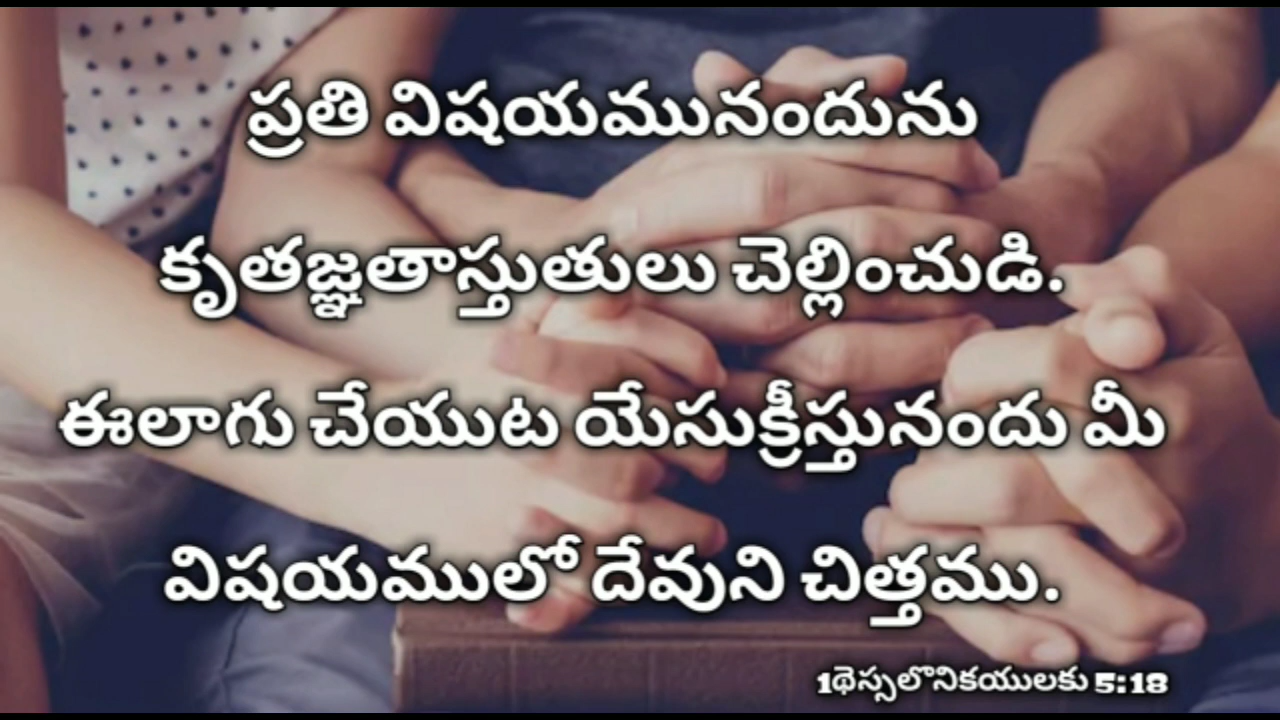 ప్రతి విషయమునందును
కృతజ్ఞతాస్తుతులు చెల్లించుడి.
ఈలాగు చేయుట యేసుక్రీస్తునందు మీ
విషయములో దేవుని చిత్తము.
1థెస్సలొనికయులకు 5:18